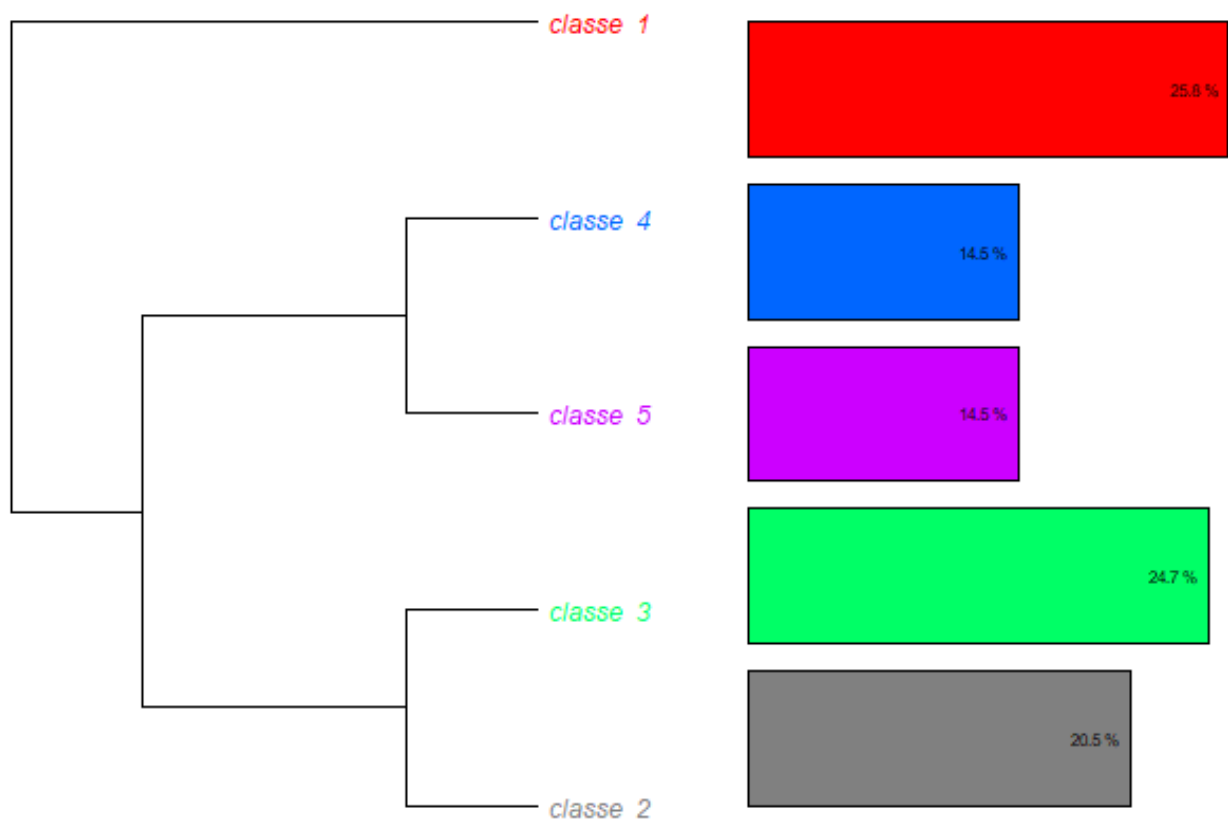 classe 1
25.8 %
classe 4
14.5 %
classe 5
14.5 %
classe 3
24.7 %
classe 2
20.5 %